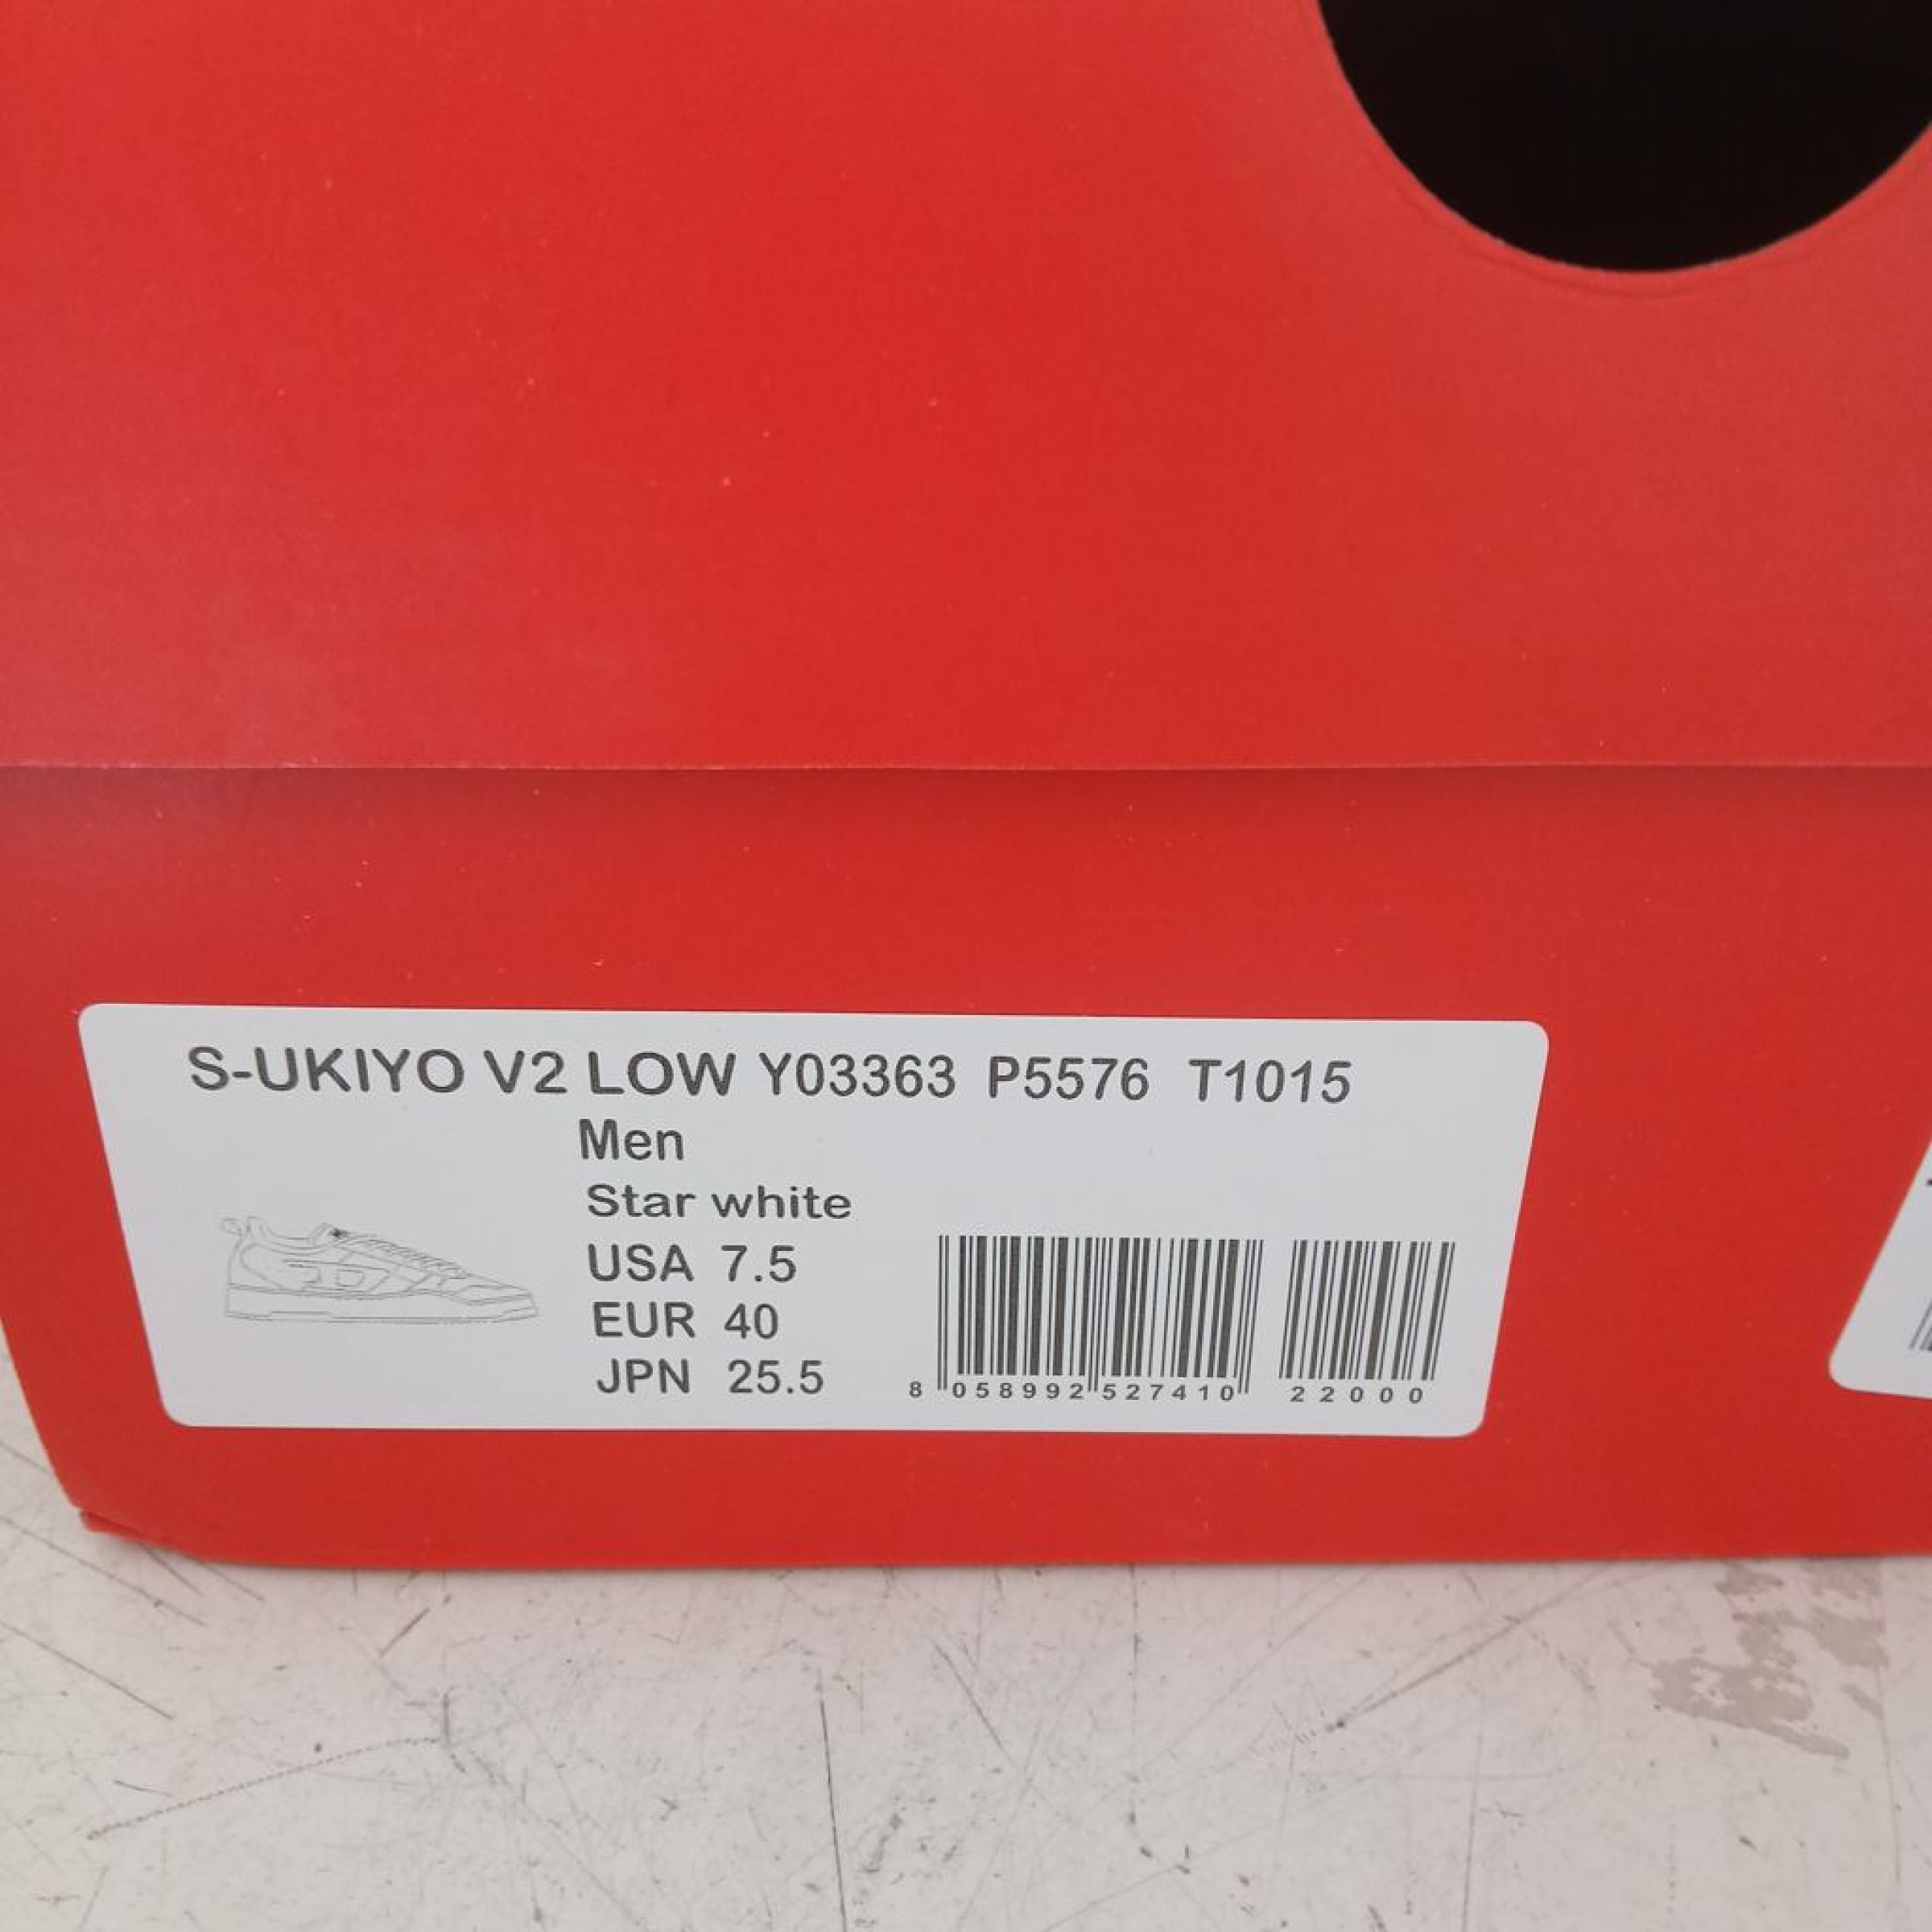 S-UKIYO V2 LOW Y03363 P5576 T1015
Men
Star white
USA 7.5
EUR 40
JPN 25.5
8 058992 527410 22000